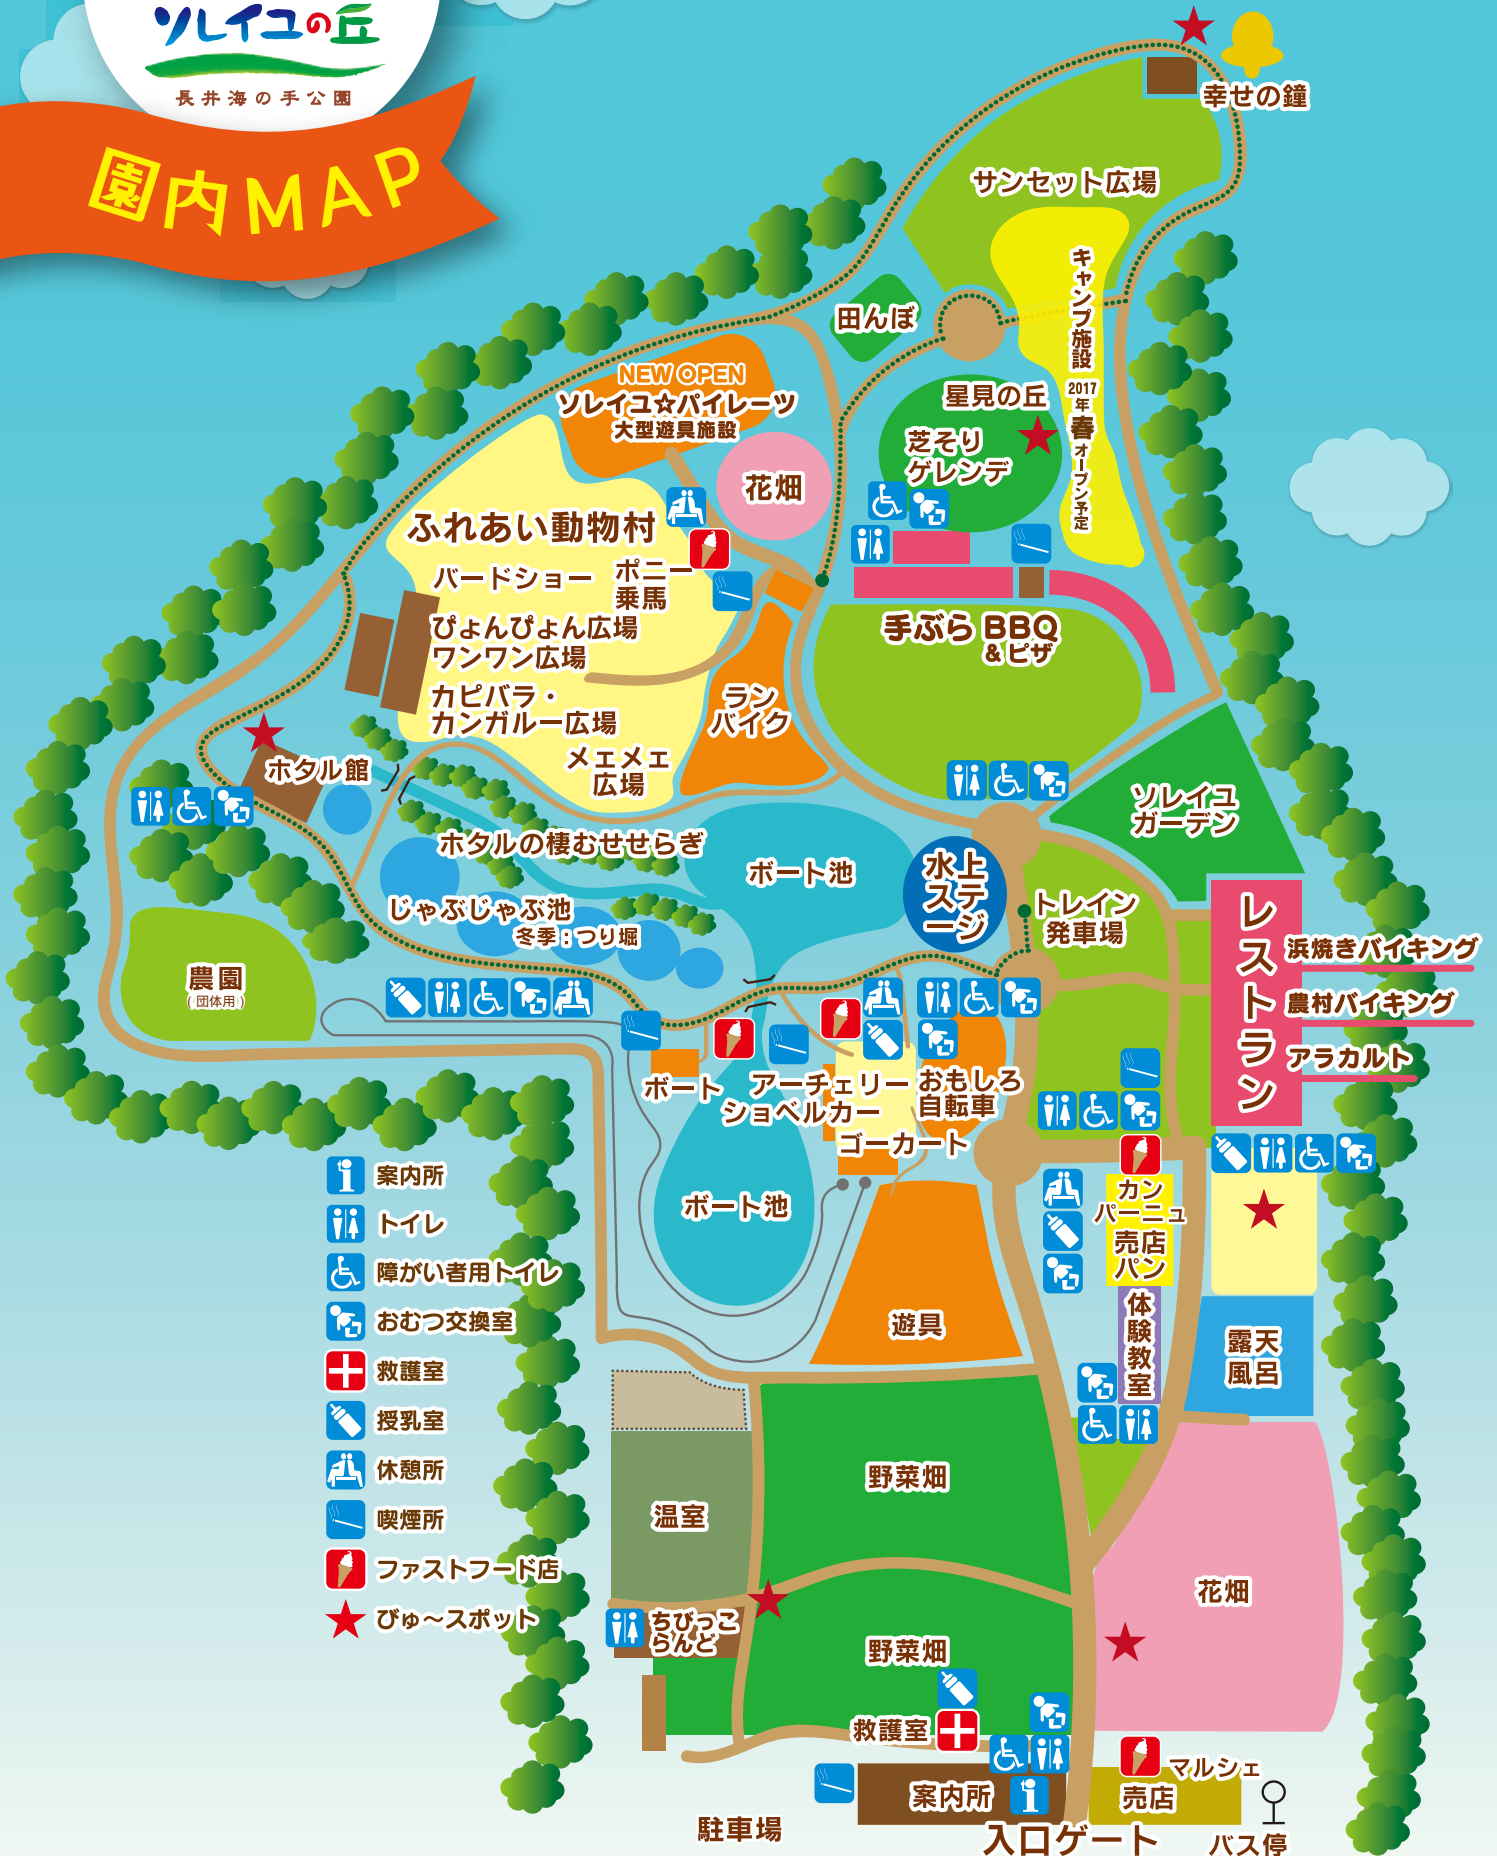 ソレイユの丘
長井海の手公園
園内MAP
幸せの鐘
サンセット広場
キャンプ施設
2017年春オープン予定
田んぼ
NEW OPEN
ソレイユ☆パイレーツ
大型遊具施設
星見の丘
芝そり
ゲレンデ
花畑
ふれあい動物村
バードショー
ポニー
乗馬
ぴょんぴょん広場
ワンワン広場
カピバラ・
カンガルー広場
メェメェ
広場
手ぶら BBQ
& ピザ
ラン
バイク
ホタル館
ソレイユ
ガーデン
ホタルの棲むせせらぎ
ボート池
水上
ステ
ージ
じゃぶじゃぶ池
冬季:つり堀
トレイン
発車場
レストラン
浜焼きバイキング
農村バイキング
アラカルト
農園
(団体用)
ボート
アーチェリー
ショベルカー
おもしろ
自転車
ゴーカート
ボート池
カン
パーニュ
売店
パン
体験教室
露天
風呂
遊具
案内所
トイレ
障がい者用トイレ
おむつ交換室
救護室
授乳室
休憩所
喫煙所
ファストフード店
びゅ〜スポット
野菜畑
温室
花畑
ちびっこ
らんど
野菜畑
救護室
マルシェ
売店
案内所
駐車場
入口ゲート
バス停